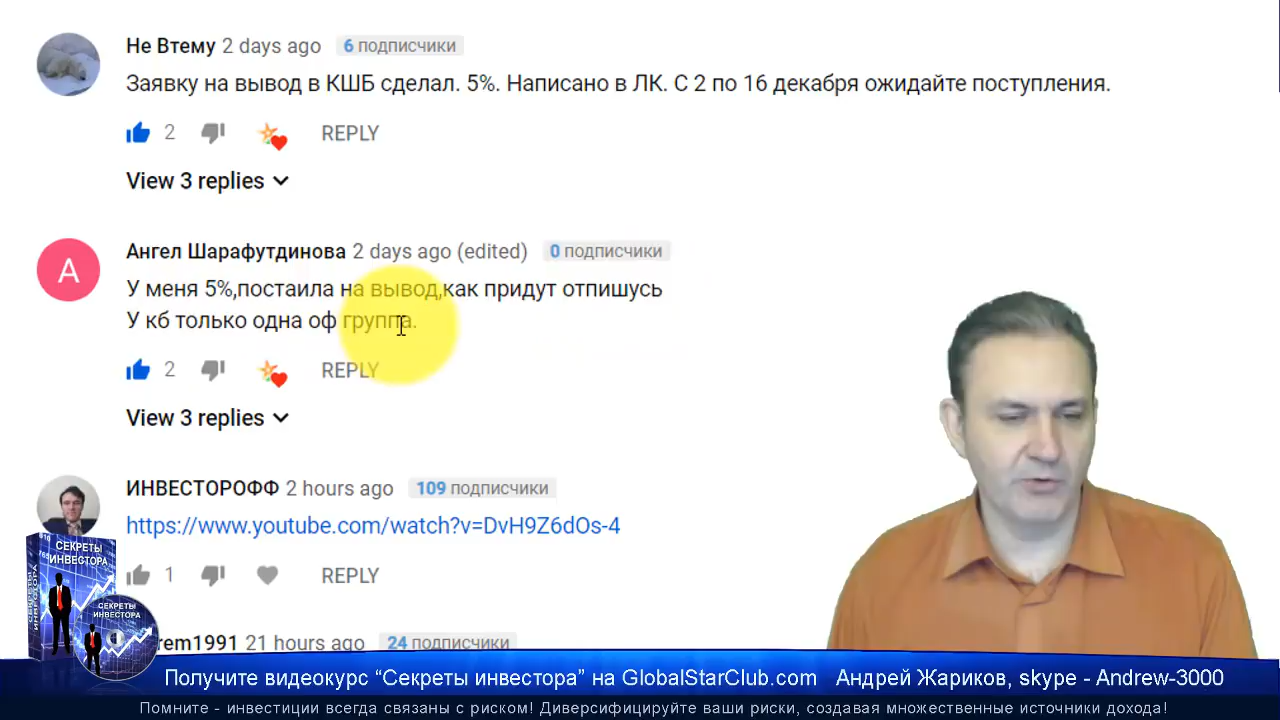 Не Втему 2 days ago 6 подписчики
Заявку на вывод в КШБ сделал. 5%. Написано в ЛК. С 2 по 16 декабря ожидайте поступления.
2 REPLY
View 3 replies
А
Ангел Шарафутдинова 2 days ago (edited) 0 подписчики
У меня 5%,постаила на вывод,как придут отпишусь
У кб только одна оф группа.
2 REPLY
View 3 replies
ИНВЕСТОРОФФ 2 hours ago 109 подписчики
https://www.youtube.com/watch?v=DvH9Z6dOs-4
1 REPLY
СЕКРЕТЫ
ИНВЕСТОРА
СЕКРЕТЫ
ИНВЕСТОРА
rem1991 21 hours ago 24 подписчики
Получите видеокурс “Секреты инвестора” на GlobalStarClub.com Андрей Жариков, skype - Andrew-3000
Помните - инвестиции всегда связаны с риском! Диверсифицируйте ваши риски, создавая множественные источники дохода!